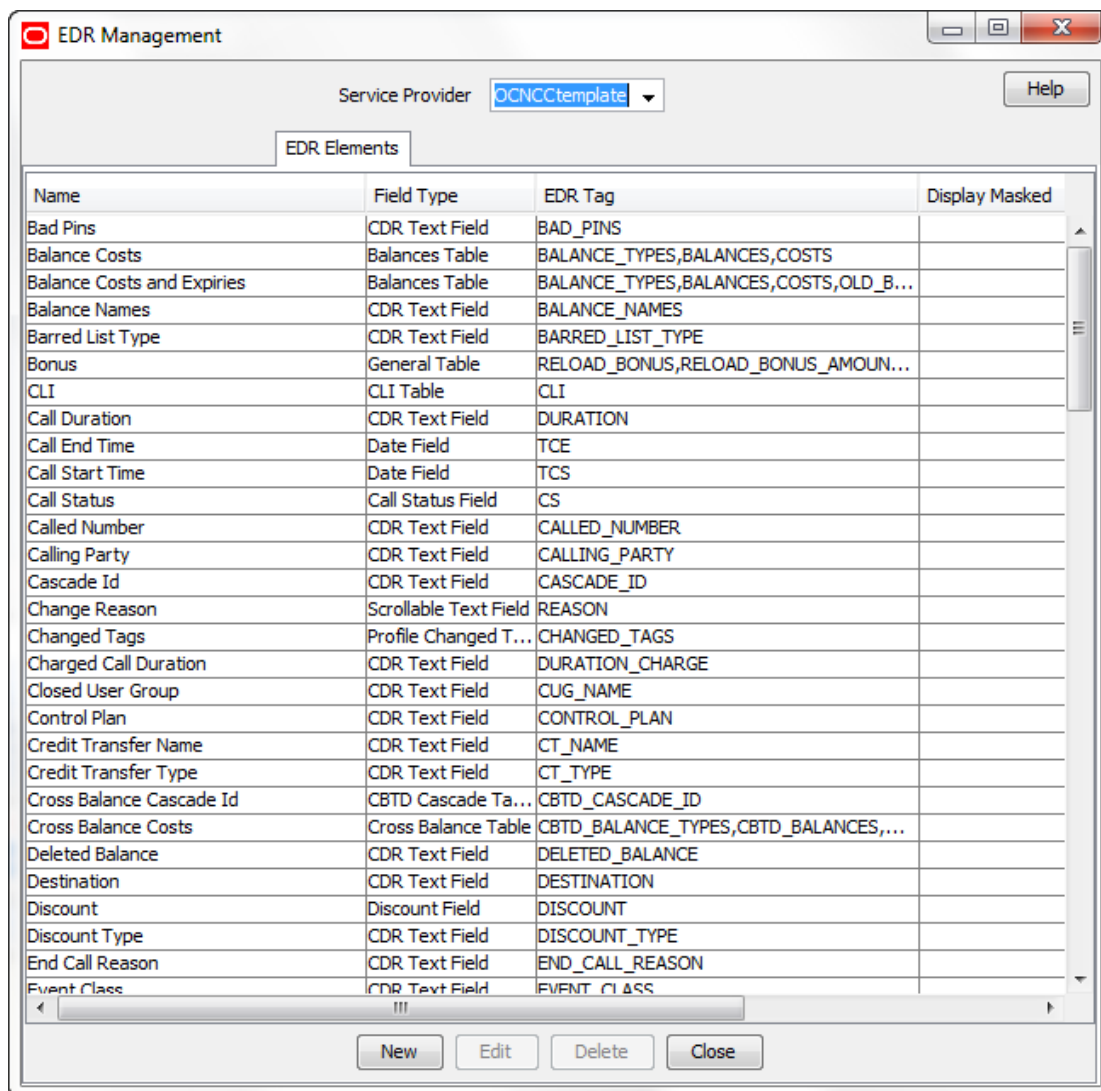 EDR Management
Service Provider OCNCCtemplate Help
EDR Elements
Name Field Type EDR Tag Display Masked
Bad Pins CDR Text Field BAD_PINS
Balance Costs Balances Table BALANCE_TYPES,BALANCES,COSTS
Balance Costs and Expiries Balances Table BALANCE_TYPES,BALANCES,COSTS,OLD_B...
Balance Names CDR Text Field BALANCE_NAMES
Barred List Type CDR Text Field BARRED_LIST_TYPE
Bonus General Table RELOAD_BONUS,RELOAD_BONUS_AMOUN...
CLI CLI Table CLI
Call Duration CDR Text Field DURATION
Call End Time Date Field TCE
Call Start Time Date Field TCS
Call Status Call Status Field CS
Called Number CDR Text Field CALLED_NUMBER
Calling Party CDR Text Field CALLING_PARTY
Cascade Id CDR Text Field CASCADE_ID
Change Reason Scrollable Text Field REASON
Changed Tags Profile Changed T... CHANGED_TAGS
Charged Call Duration CDR Text Field DURATION_CHARGE
Closed User Group CDR Text Field CUG_NAME
Control Plan CDR Text Field CONTROL_PLAN
Credit Transfer Name CDR Text Field CT_NAME
Credit Transfer Type CDR Text Field CT_TYPE
Cross Balance Cascade Id CBTD Cascade Ta... CBTD_CASCADE_ID
Cross Balance Costs Cross Balance Table CBTD_BALANCE_TYPES,CBTD_BALANCES,...
Deleted Balance CDR Text Field DELETED_BALANCE
Destination CDR Text Field DESTINATION
Discount Discount Field DISCOUNT
Discount Type CDR Text Field DISCOUNT_TYPE
End Call Reason CDR Text Field END_CALL_REASON
Event Class CDR Text Field EVENT_CLASS
New Edit Delete Close